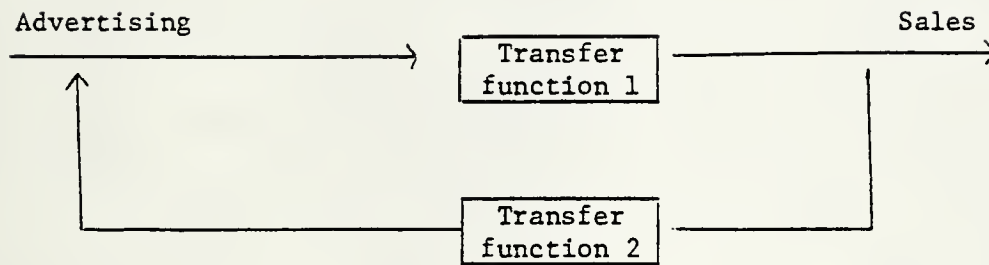 Advertising
Sales
Transfer
function 1
Transfer
function 2